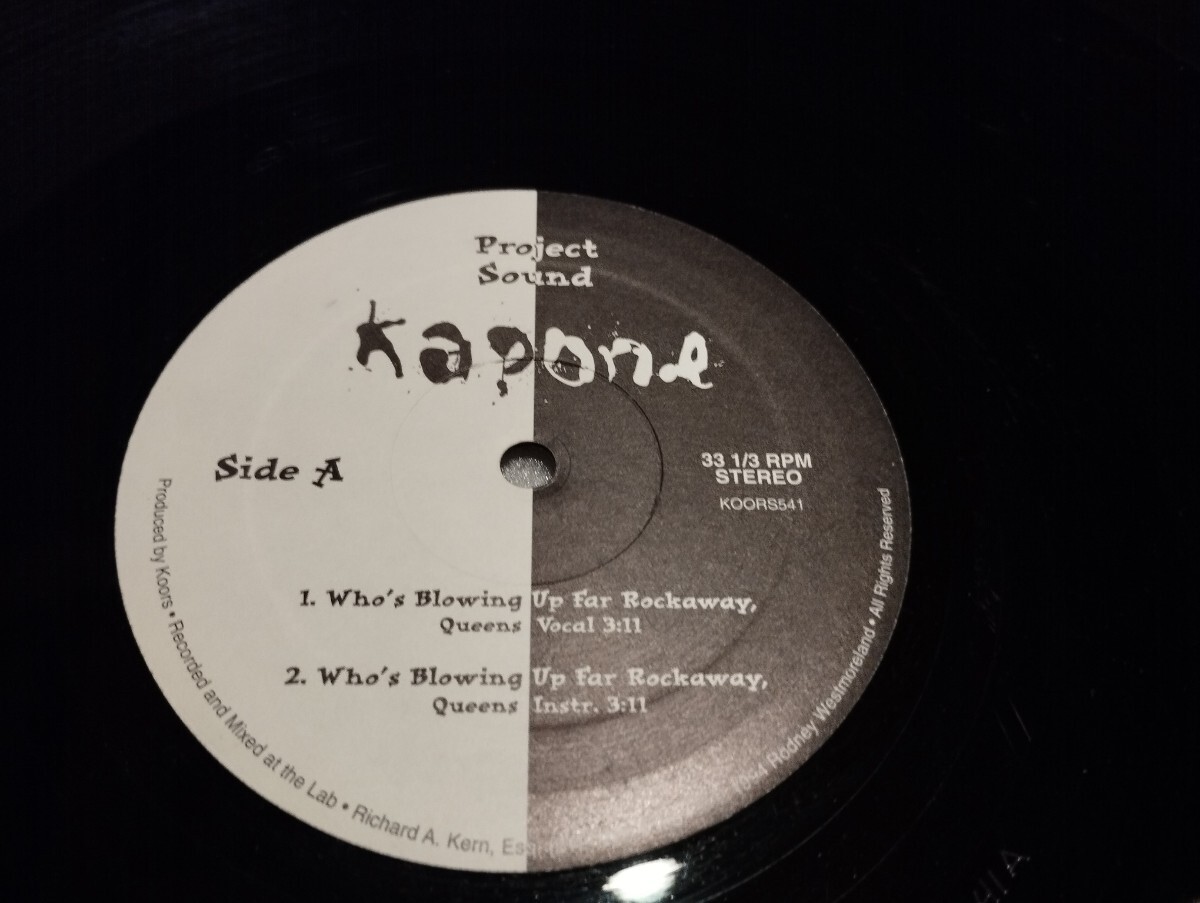 Project
Sound
Kapone
Side A
33 1/3 RPM
STEREO
KOORS541
1. Who's Blowing Up Far Rockaway,
Queens Vocal 3:11
2. Who's Blowing Up Far Rockaway,
Queens Instr. 3:11
Produced by Koors • Recorded and Mixed at the Lab • Richard A. Kern, Rodney Westmoreland • All Rights Reserved